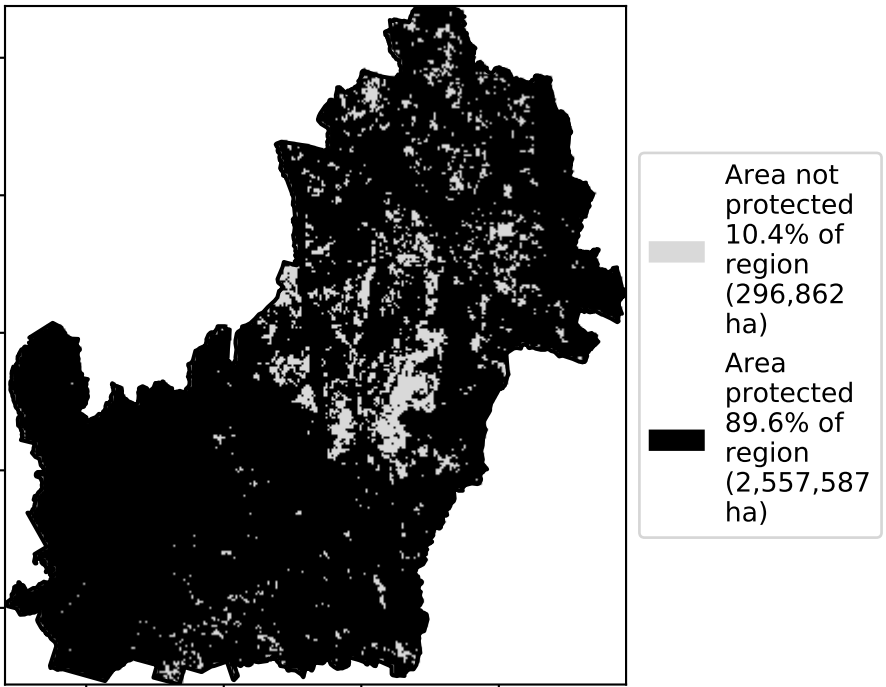 Area not
protected
10.4% of
region
(296,862
ha)
Area
protected
89.6% of
region
(2,557,587
ha)